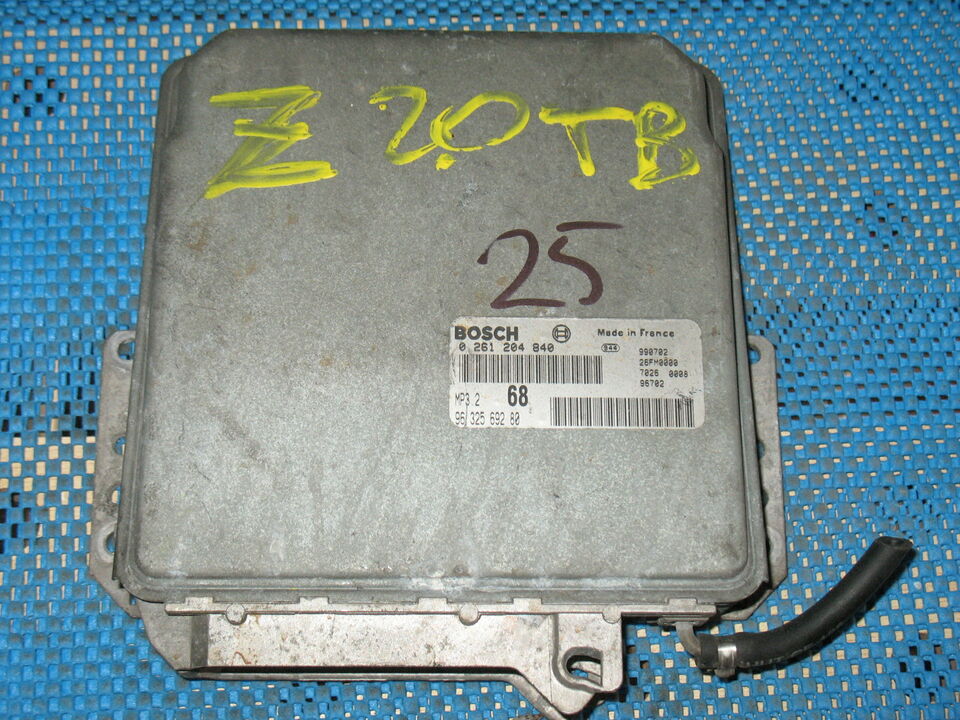 Z 2.0 TB
25
BOSCH Made in France
0 261 204 840 944 990702
26FM0000
7026 0008
96702
MP3 2 68
96 325 692 80